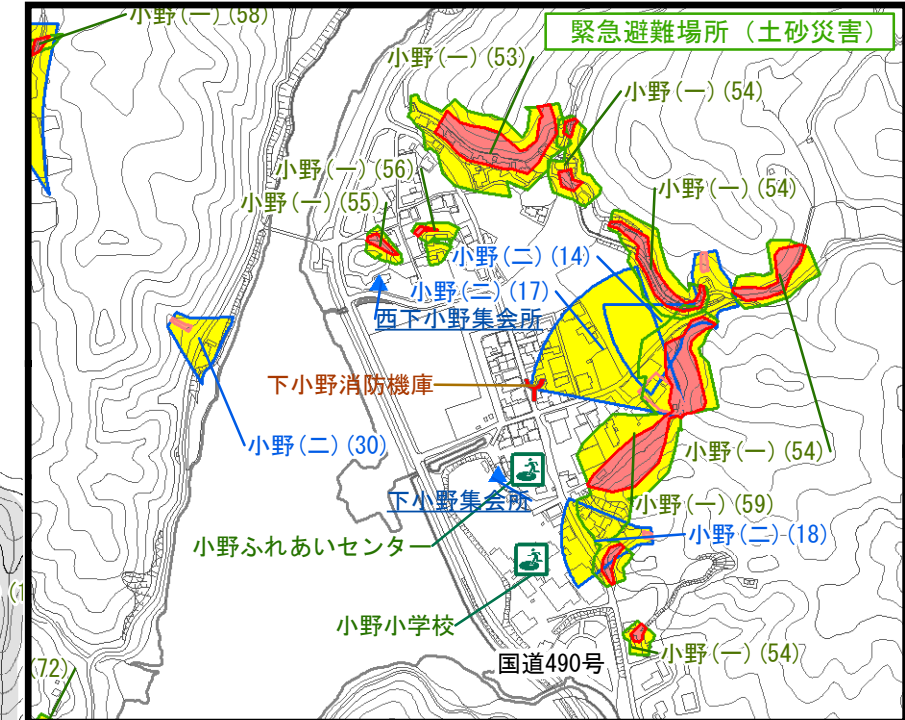 小野(一)(58)
緊急避難場所（土砂災害）
小野(一)(53)
小野(一)(54)
小野(一)(56)
小野(一)(54)
小野(一)(55)
小野(二)(14)
小野(二)(17)
西下小野集会所
下小野消防機庫
小野(二)(30)
小野(一)(54)
下小野集会所
小野(一)(59)
小野(二)(18)
小野ふれあいセンター
小野小学校
国道490号
小野(一)(54)
(72)